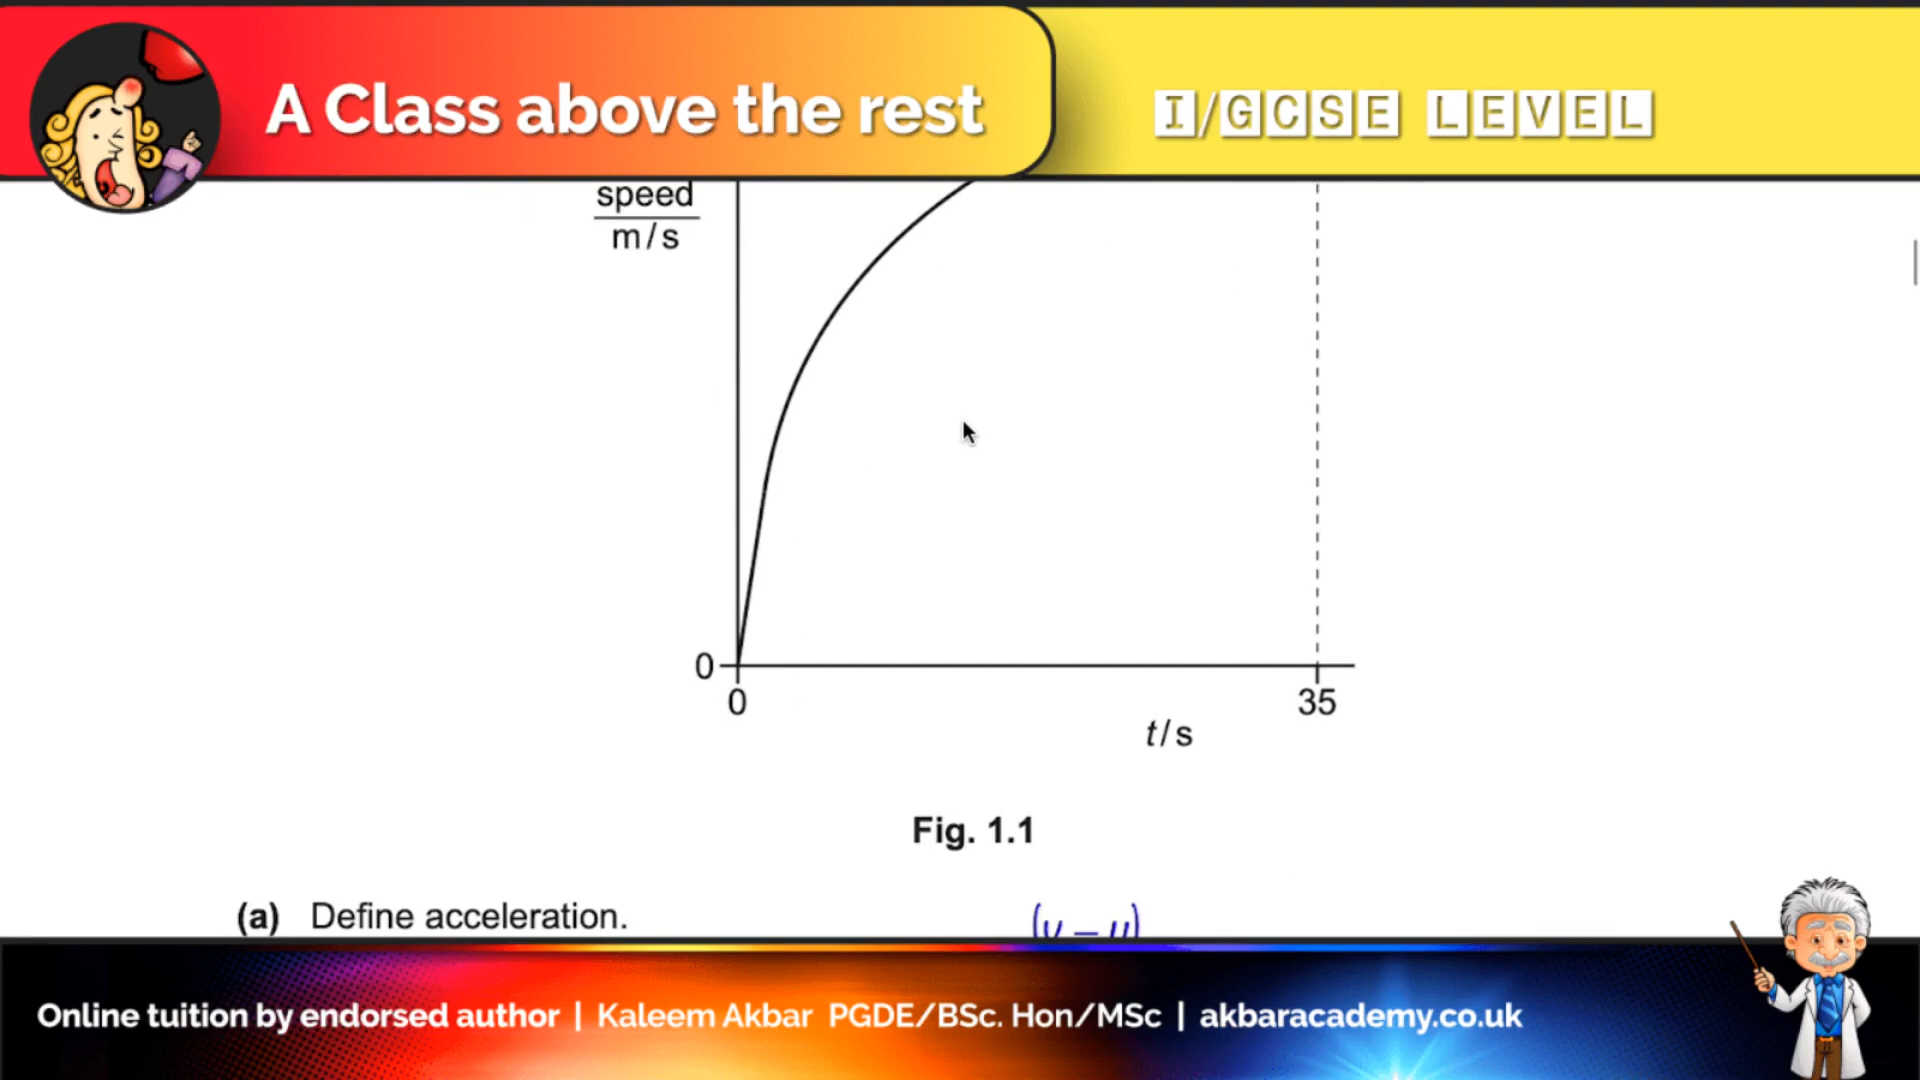 A Class above the rest
I/GCSE LEVEL
speed
m/s
0
0
35
t/s
Fig. 1.1
(a) Define acceleration.
(v – u)
Online tuition by endorsed author | Kaleem Akbar PGDE/BSc. Hon/MSc | akbaracademy.co.uk